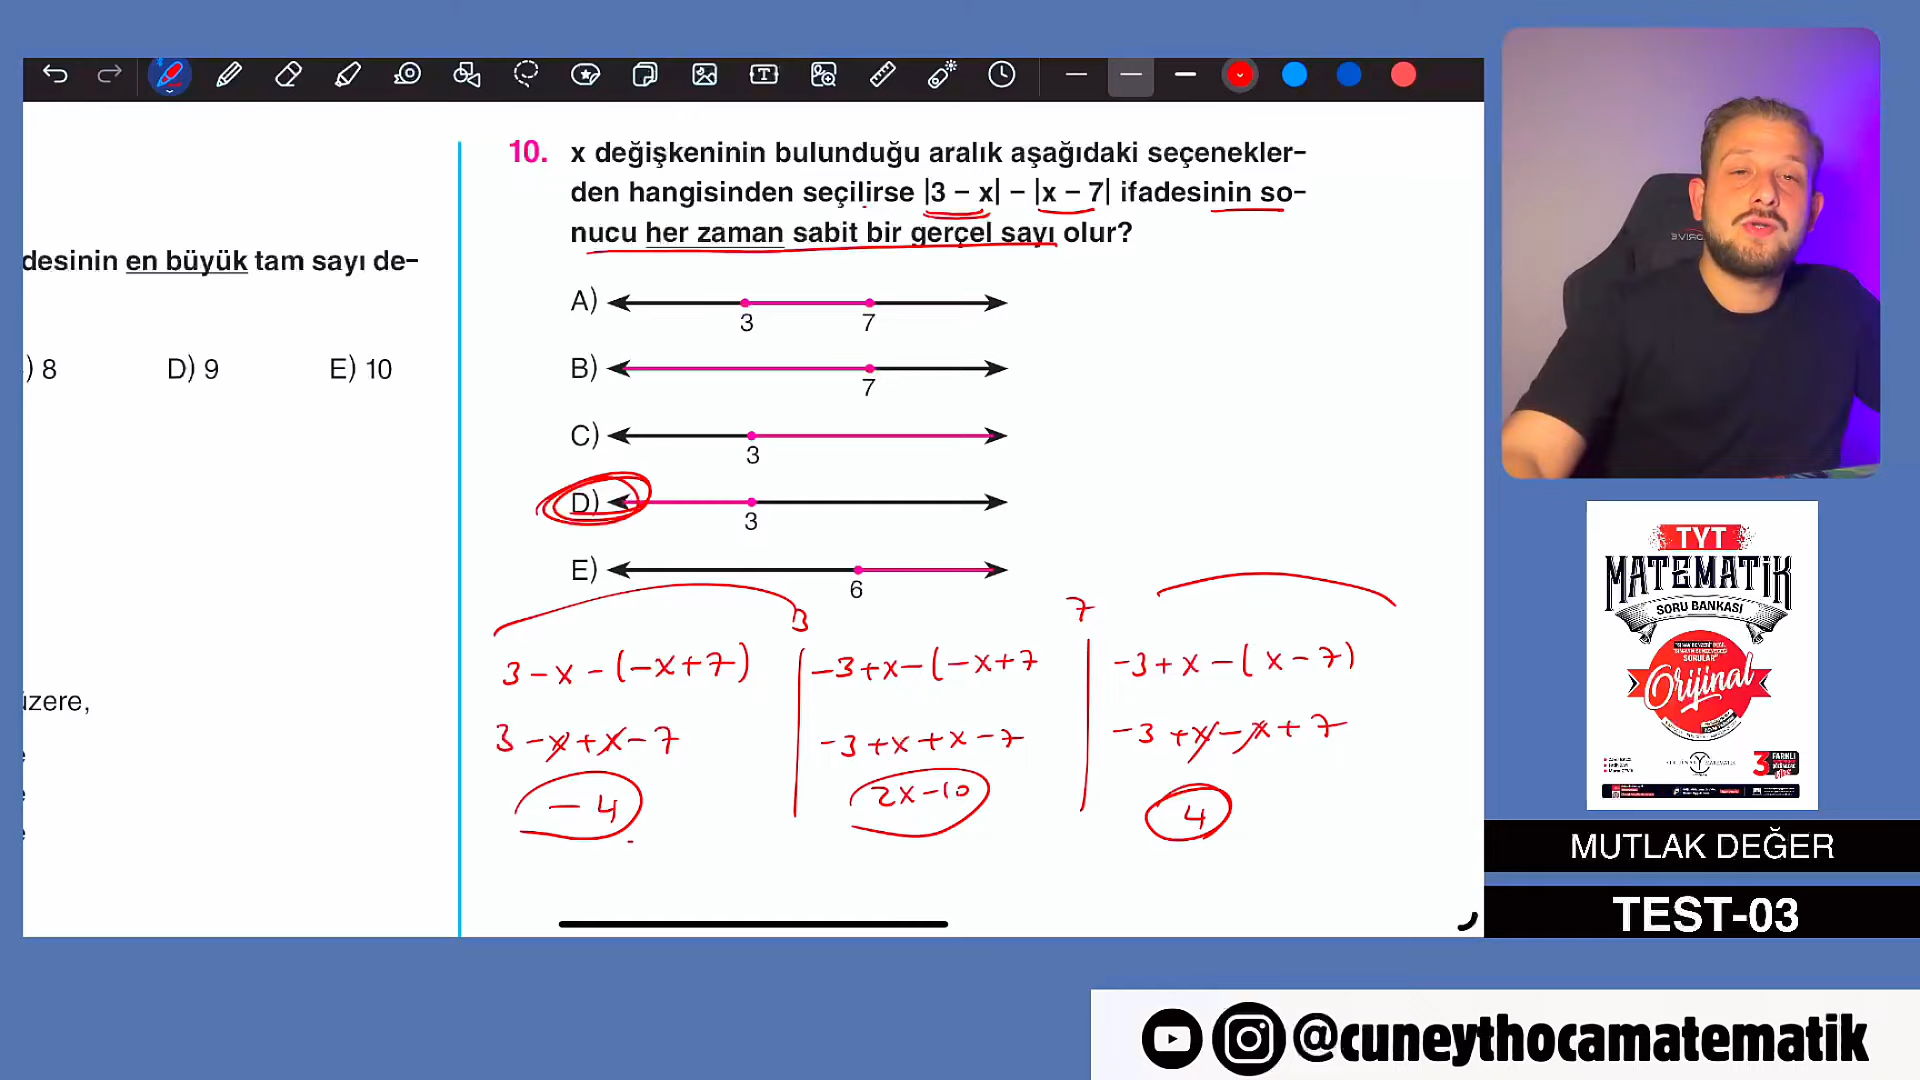 desinin en büyük tam sayı de-
) 8 D) 9 E) 10
üzere,
10. x değişkeninin bulunduğu aralık aşağıdaki seçenekler-
den hangisinden seçilirse |3 - x| - |x - 7| ifadesinin so-
nucu her zaman sabit bir gerçel sayı olur?
A) 3 7
B) 7
C) 3
D) 3
E) 6
3 7
3-x-(-x+7) -3+x-(-x+7 -3+x-(x-7)
3-x+x-7 -3+x+x-7 -3+x-x+7
-4 2x-10 4
TYT
MATEMATİK
SORU BANKASI
Orijinal
3 FARKLI
MUTLAK DEĞER
TEST-03
@cuneythocamatematik